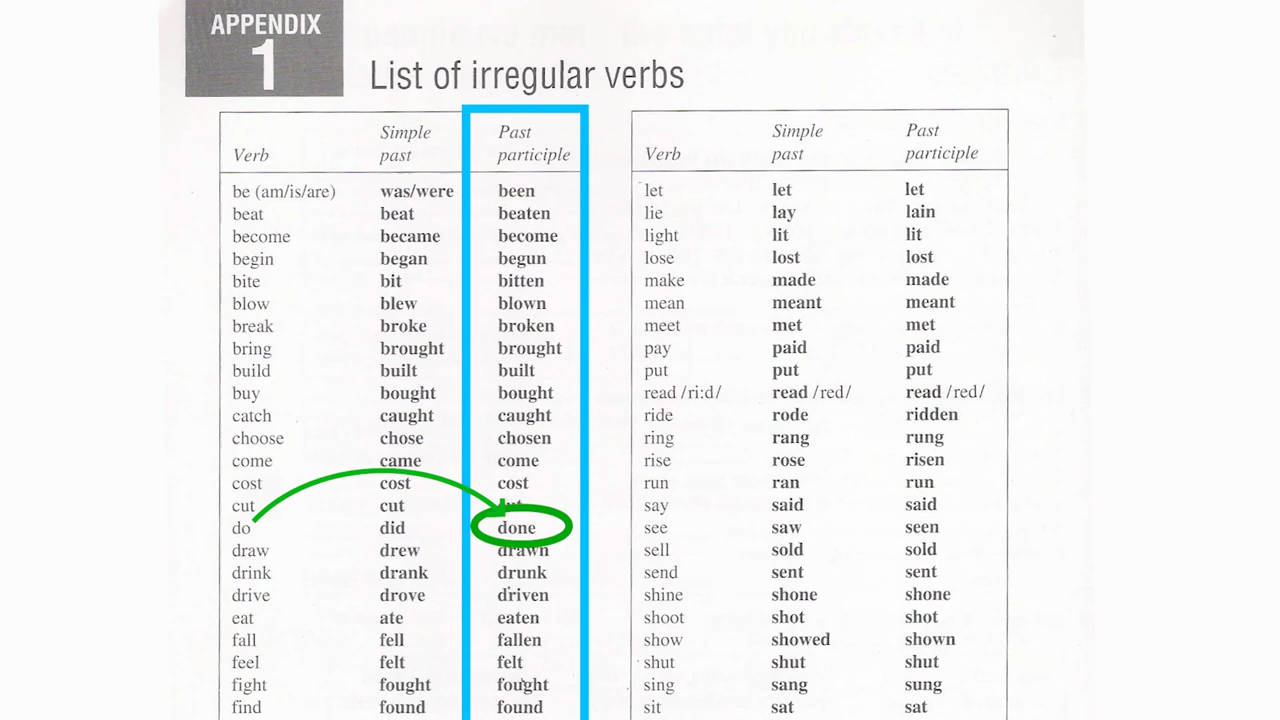 APPENDIX
1
List of irregular verbs
Verb Simple past Past participle
be (am/is/are) was/were been
beat beat beaten
become became become
begin began begun
bite bit bitten
blow blew blown
break broke broken
bring brought brought
build built built
buy bought bought
catch caught caught
choose chose chosen
come came come
cost cost cost
cut cut
do did done
draw drew drawn
drink drank drunk
drive drove driven
eat ate eaten
fall fell fallen
feel felt felt
fight fought fought
find found found
Verb Simple past Past participle
let let let
lie lay lain
light lit lit
lose lost lost
make made made
mean meant meant
meet met met
pay paid paid
put put put
read /ri:d/ read /red/ read /red/
ride rode ridden
ring rang rung
rise rose risen
run ran run
say said said
see saw seen
sell sold sold
send sent sent
shine shone shone
shoot shot shot
show showed shown
shut shut shut
sing sang sung
sit sat sat